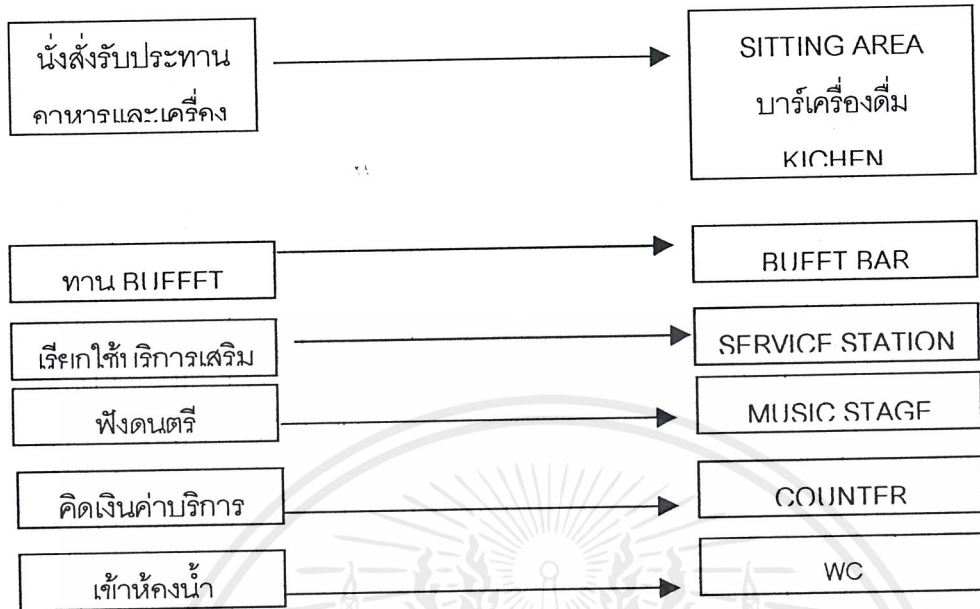 นั่งสั่งรับประทาน
อาหารและเครื่อง
SITTING AREA
บาร์เครื่องดื่ม
KICHEN
ทาน BUFFET
BUFFT BAR
เรียกใช้บริการเสริม
SERVICE STATION
ฟังดนตรี
MUSIC STAGE
คิดเงินค่าบริการ
COUNTER
เข้าห้องน้ำ
WC